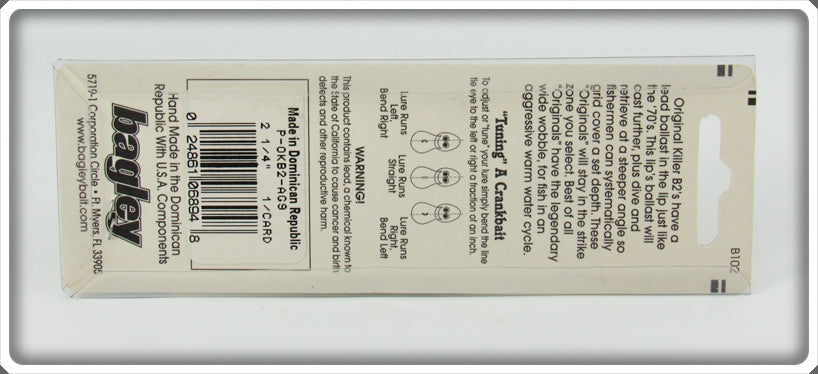 B102
Original Killer B2's have a
lead ballast in the lip just like
the '70's. This lip's ballast will
cast further, plus dive and
retrieve at a steeper angle so
fishermen can systematically
grid cover a set depth. These
"Originals" will stay in the strike
zone you select. Best of all
"Originals" have the legendary
wide wobble, for fish in an
aggressive warm water cycle.
"Tuning" A Crankbait
To adjust or "tune" your lure simply bend the line
tie eye to the left or right a fraction of an inch.
Lure Runs
Left,
Bend Right
Lure Runs
Straight
Lure Runs
Right,
Bend Left
WARNING!
This product contains lead, a chemical known to
the State of California to cause cancer and birth
defects and other reproductive harm.
Made in Dominican Republic
P-OKB2-AG9
2 1/4" 1/CARD
0 24861 06894 8
Hand Made in the Dominican
Republic With U.S.A. Components
bagley
5719-1 Corporation Circle • Ft. Myers, FL 33905
www.bagleybait.com